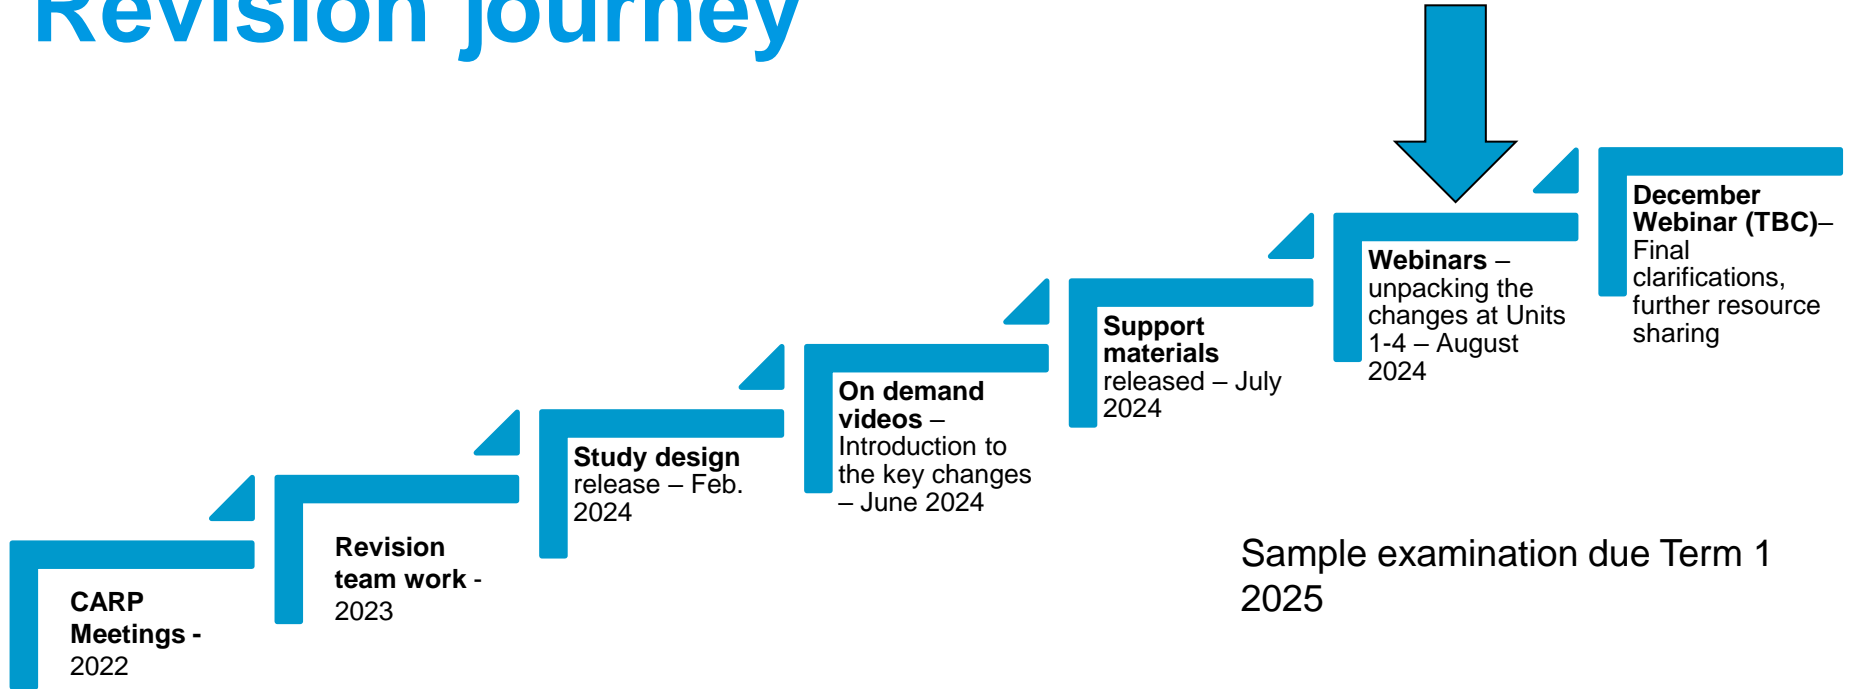 Revision journey
CARP
Meetings -
2022
Revision
team work -
2023
Study design
release – Feb.
2024
On demand
videos –
Introduction to
the key changes
– June 2024
Support
materials
released – July
2024
Webinars –
unpacking the
changes at Units
1-4 – August
2024
December
Webinar (TBC)–
Final
clarifications,
further resource
sharing
Sample examination due Term 1
2025